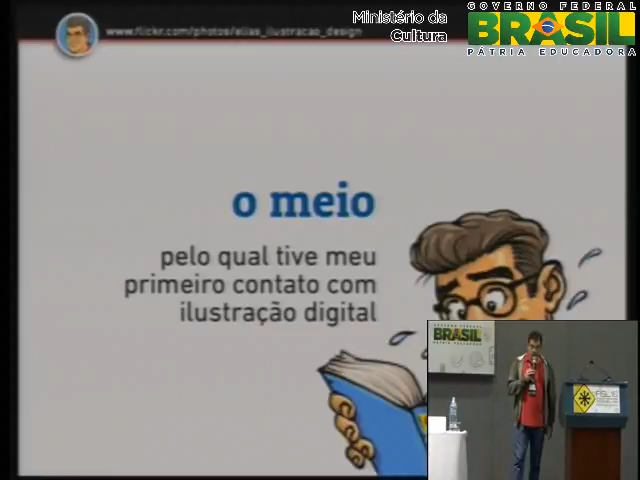 www.flickr.com/photos/elias_ilustracao_design
Ministério da
Cultura
GOVERNO FEDERAL
BRASIL
PÁTRIA EDUCADORA
o meio
pelo qual tive meu
primeiro contato com
ilustração digital
BRASIL